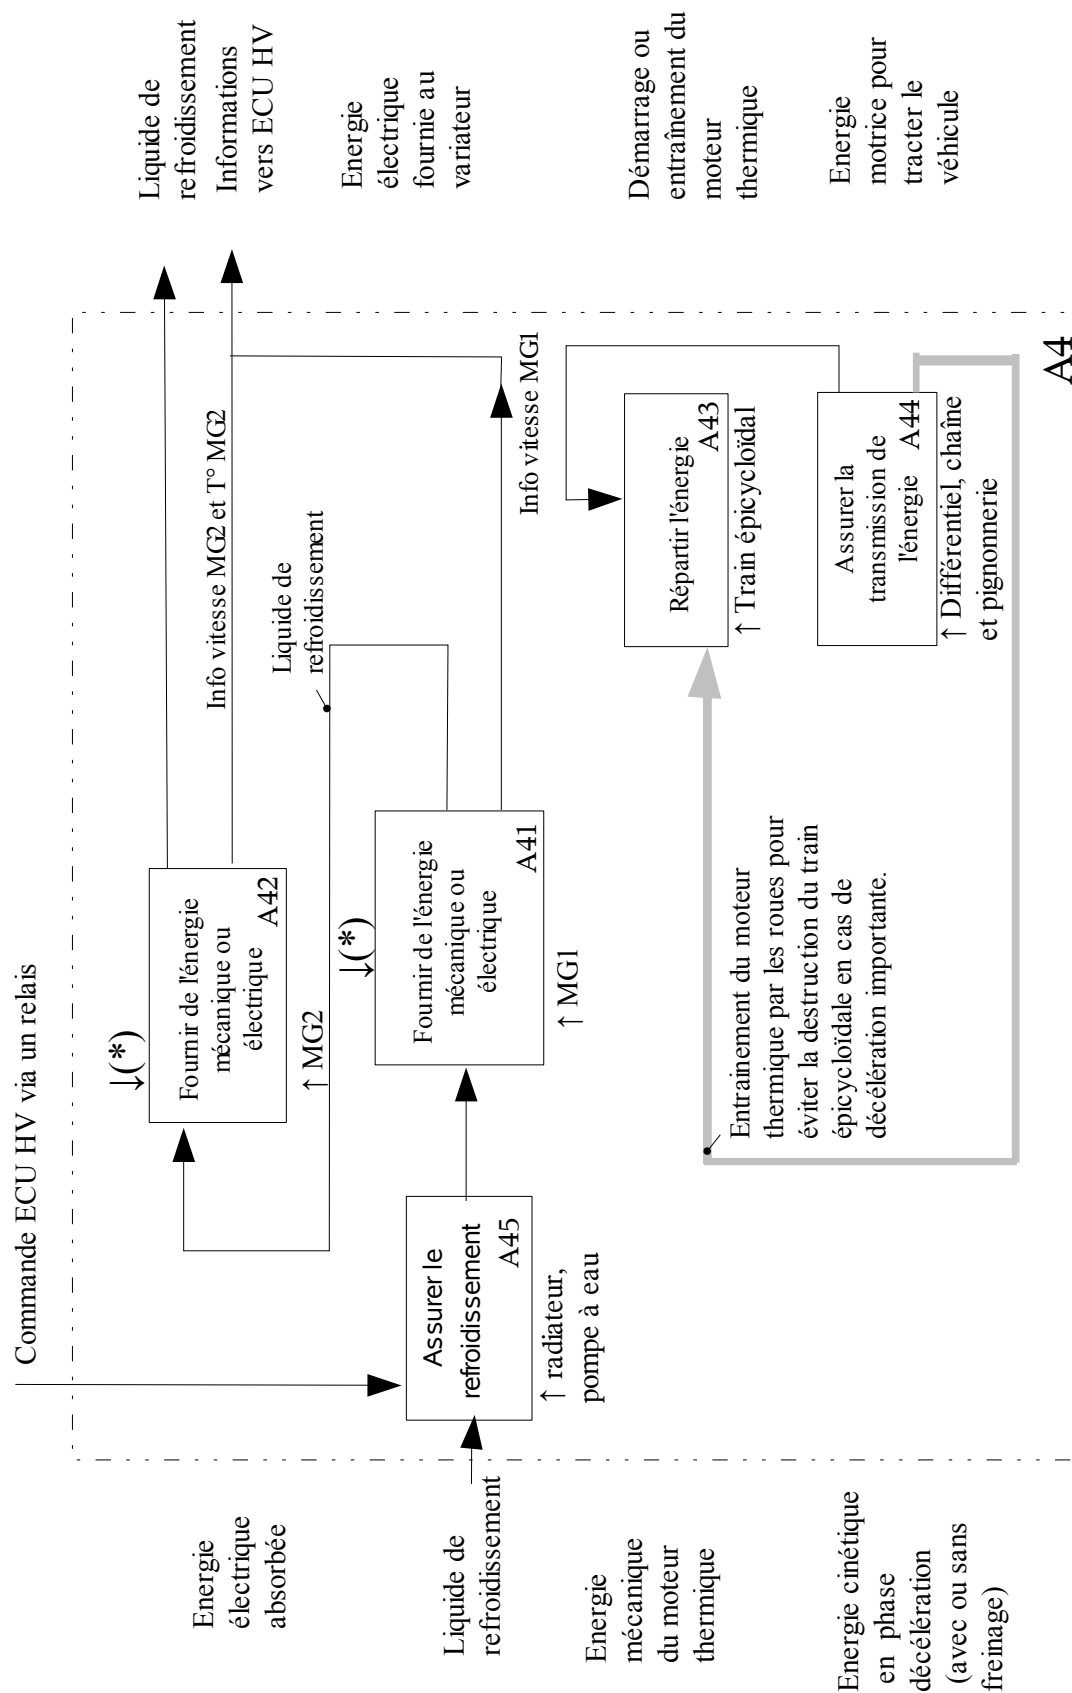 Commande ECU HV via un relais
Energie
électrique
absorbée
Liquide de
refroidissement
Energie
mécanique
du moteur
thermique
Energie cinétique
en phase
décélération
(avec ou sans
freinage)
Assurer le
refroidissement
A45
↑ radiateur,
pompe à eau
↓(*)
Fournir de l'énergie
mécanique ou
électrique
A42
↑ MG2
↓(*)
Fournir de l'énergie
mécanique ou
électrique
A41
↑ MG1
Info vitesse MG2 et T° MG2
Liquide de
refroidissement
Info vitesse MG1
Entrainement du moteur
thermique par les roues pour
éviter la destruction du train
épicycloïdale en cas de
décélération importante.
Répartir l'énergie
A43
↑ Train épicycloïdal
Assurer la
transmission de
l'énergie
A44
↑ Différentiel, chaîne
et pignonnerie
A4
Liquide de
refroidissement
Informations
vers ECU HV
Energie
électrique
fournie au
variateur
Démarrage ou
entraînement du
moteur
thermique
Energie
motrice pour
tracter le
véhicule